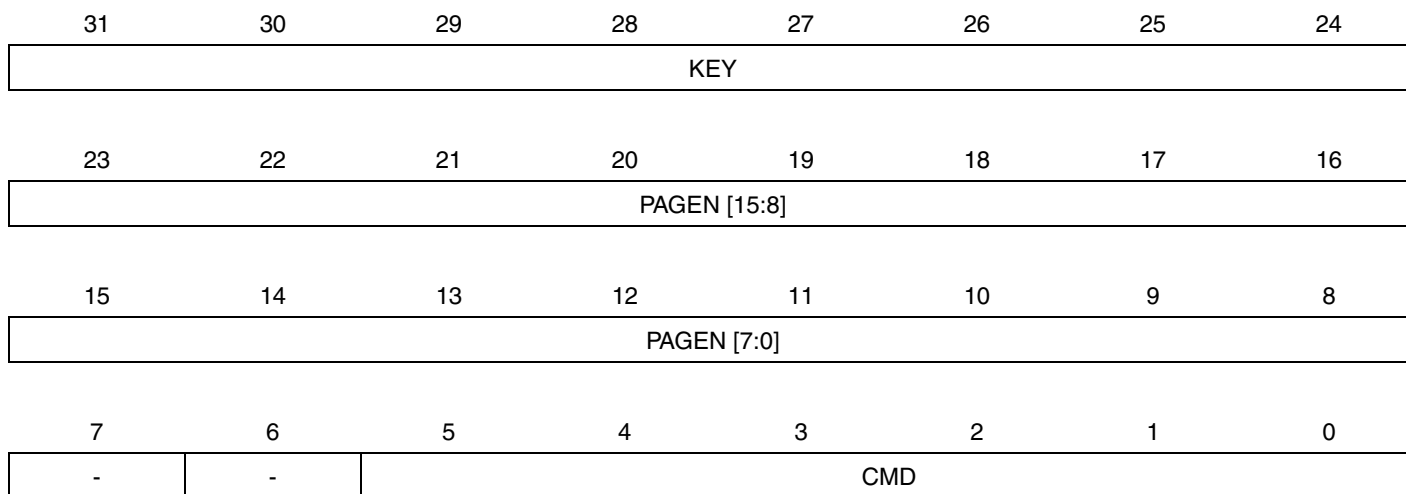 31 30 29 28 27 26 25 24
KEY
23 22 21 20 19 18 17 16
PAGEN [15:8]
15 14 13 12 11 10 9 8
PAGEN [7:0]
7 6 5 4 3 2 1 0
- - CMD